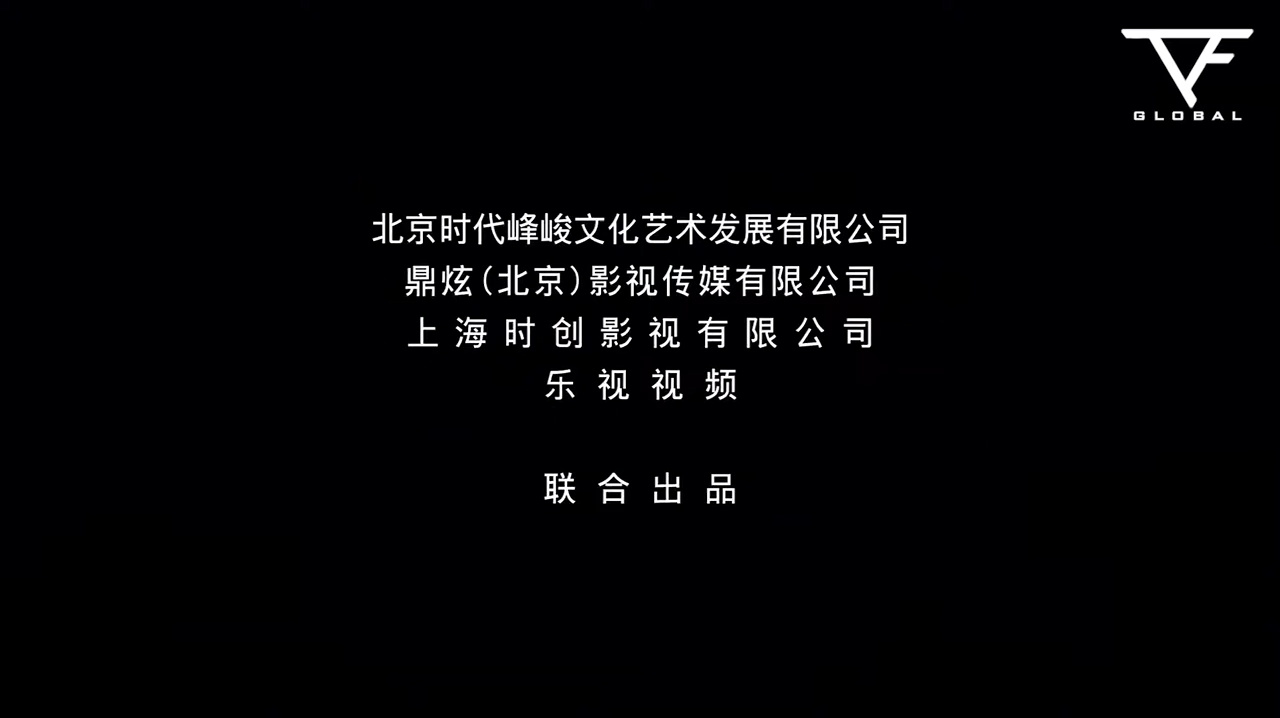 TF
GLOBAL
北京时代峰峻文化艺术发展有限公司
鼎炫(北京)影视传媒有限公司
上海时创影视有限公司
乐视视频
联合出品